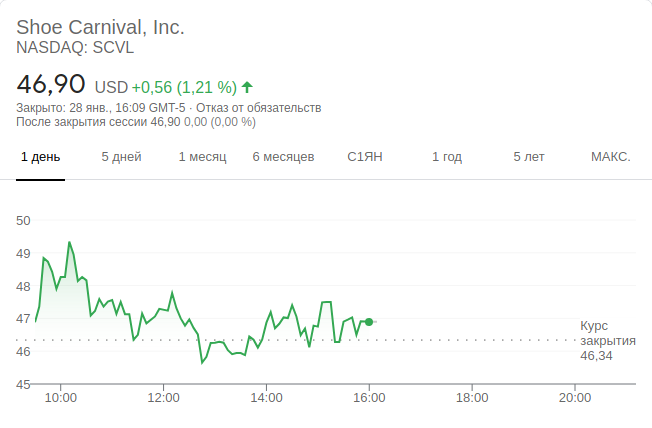 Shoe Carnival, Inc.
NASDAQ: SCVL
46,90 USD +0,56 (1,21 %)
Закрыто: 28 янв., 16:09 GMT-5 · Отказ от обязательств
После закрытия сессии 46,90 0,00 (0,00 %)
1 день 5 дней 1 месяц 6 месяцев С1ЯН 1 год 5 лет МАКС.
50
49
48
47
Курс
закрытия
46
46,34
45
10:00 12:00 14:00 16:00 18:00 20:00